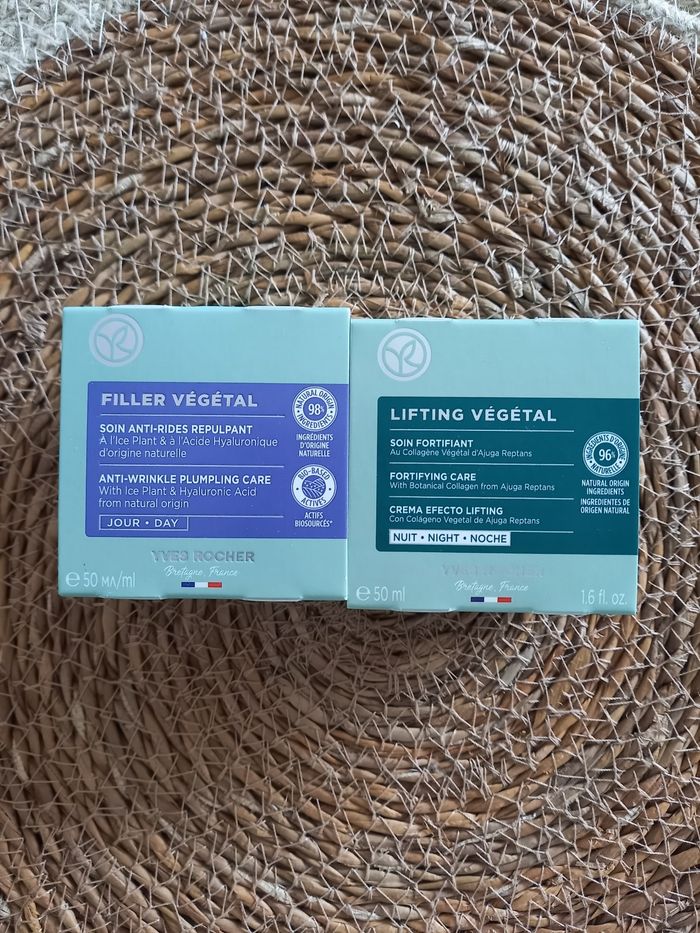 FILLER VÉGÉTAL
SOIN ANTI-RIDES REPULPANT
À l'Ice Plant & à l'Acide Hyaluronique
d'origine naturelle
ANTI-WRINKLE PLUMPING CARE
With Ice Plant & Hyaluronic Acid
from natural origin
JOUR • DAY
NATURAL ORIGIN
98%
INGREDIENTS
INGRÉDIENTS
D'ORIGINE
NATURELLE
BIO-BASED
ACTIVES
ACTIFS
BIOSOURCÉS*
YVES ROCHER
Bretagne, France
e 50 мл/ml
LIFTING VÉGÉTAL
SOIN FORTIFIANT
Au Collagène Végétal d'Ajuga Reptans
FORTIFYING CARE
With Botanical Collagen from Ajuga Reptans
CREMA EFECTO LIFTING
Con Colágeno Vegetal de Ajuga Reptans
NUIT • NIGHT • NOCHE
INGRÉDIENTS D'ORIGINE
96%
NATURELLE
NATURAL ORIGIN
INGREDIENTS
INGREDIENTES DE
ORIGEN NATURAL
YVES ROCHER
Bretagne, France
e 50 ml
1.6 fl. oz.